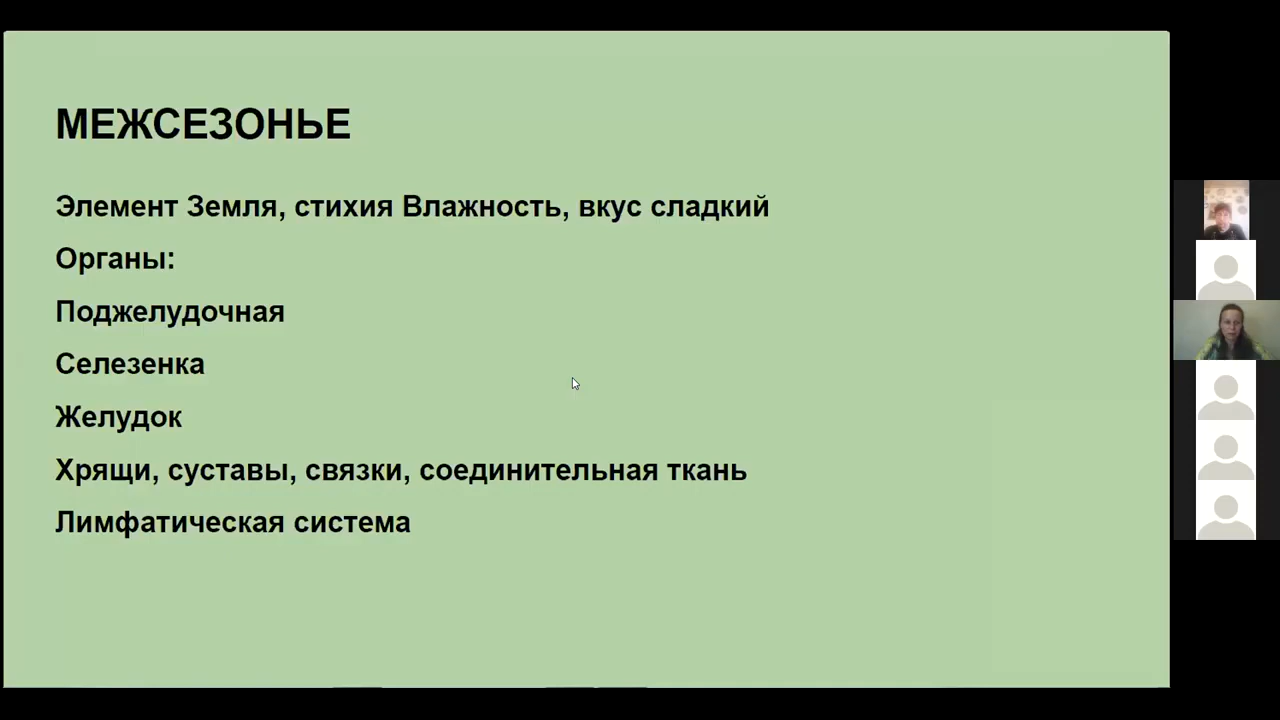 МЕЖСЕЗОНЬЕ
Элемент Земля, стихия Влажность, вкус сладкий
Органы:
Поджелудочная
Селезенка
Желудок
Хрящи, суставы, связки, соединительная ткань
Лимфатическая система